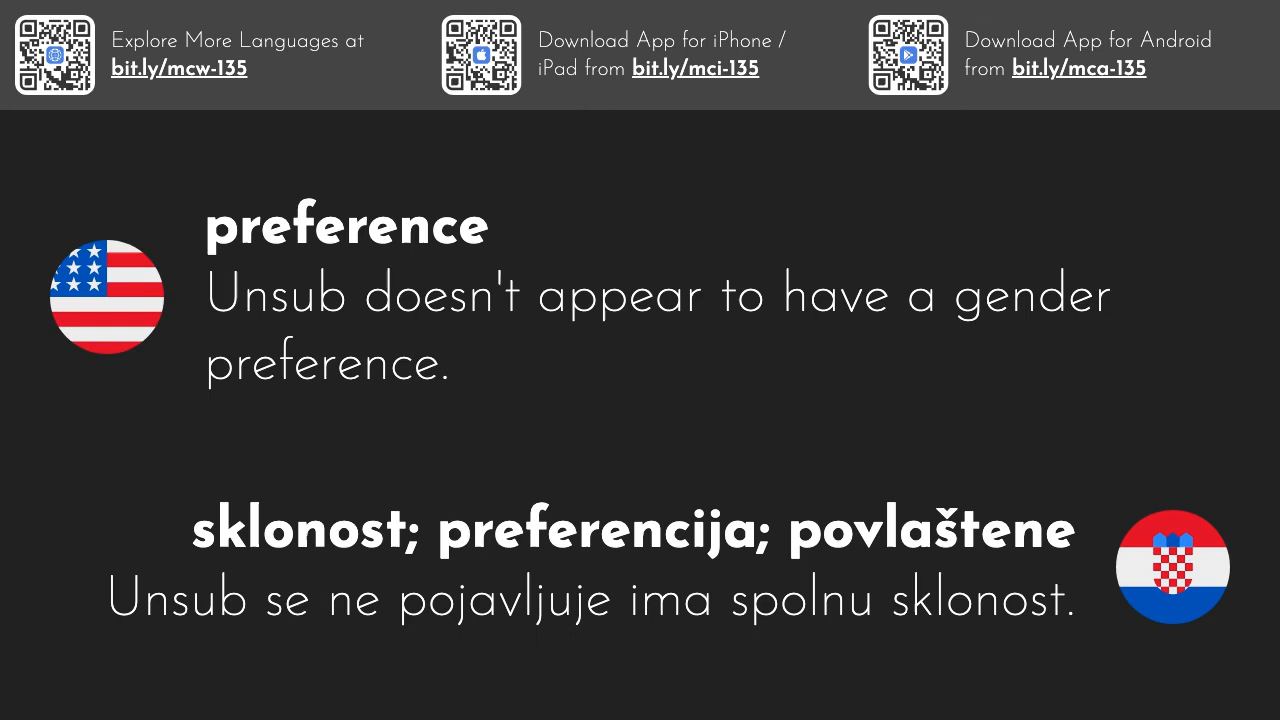 Explore More Languages at
bit.ly/mcw-135
Download App for iPhone /
iPad from bit.ly/mci-135
Download App for Android
from bit.ly/mca-135
preference
Unsub doesn't appear to have a gender
preference.
sklonost; preferencija; povlaštene
Unsub se ne pojavljuje ima spolnu sklonost.